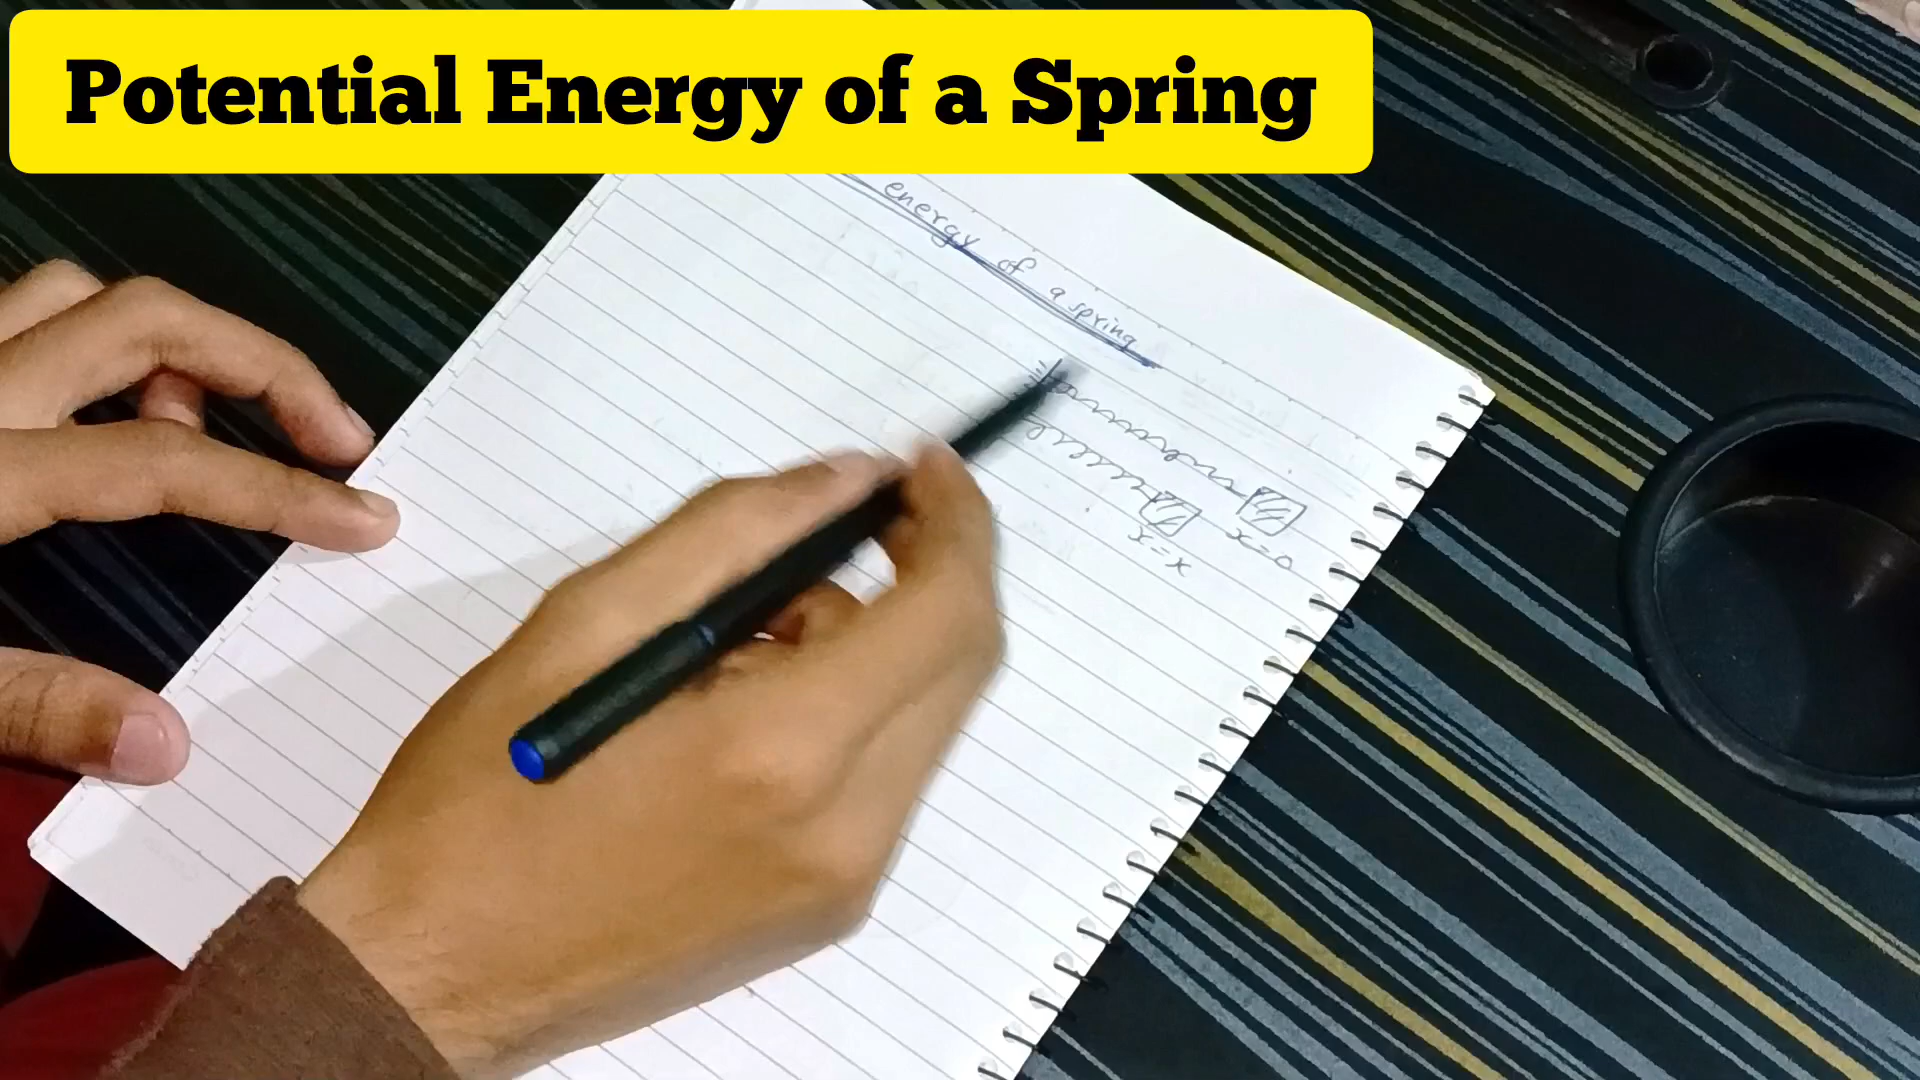 Potential Energy of a Spring
energy of a spring
x=0
x=x